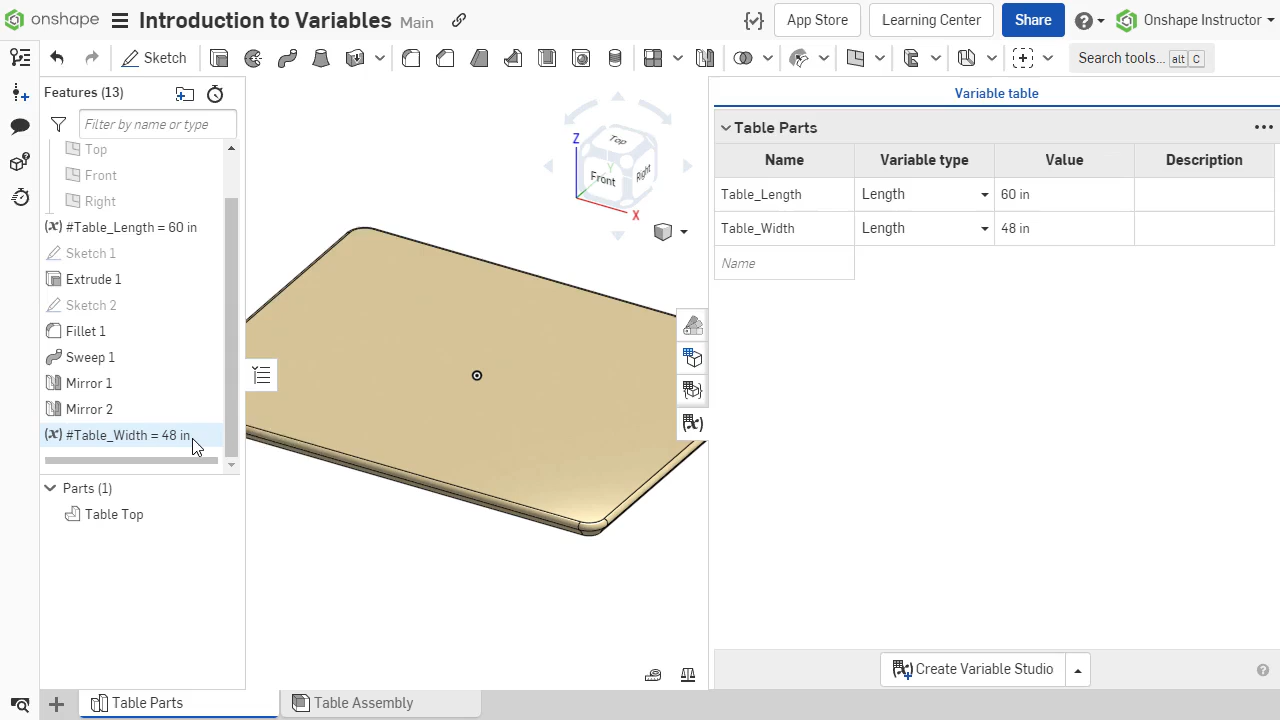 onshape Introduction to Variables Main App Store Learning Center Share Onshape Instructor
Sketch Search tools... alt C
Features (13)
Filter by name or type
Top
Front
Right
(x) #Table_Length = 60 in
Sketch 1
Extrude 1
Sketch 2
Fillet 1
Sweep 1
Mirror 1
Mirror 2
(x) #Table_Width = 48 in
Parts (1)
Table Top
Z
Top
Y
Front
Right
X
Variable table
Table Parts
Name Variable type Value Description
Table_Length Length 60 in
Table_Width Length 48 in
Name
Create Variable Studio
Table Parts Table Assembly